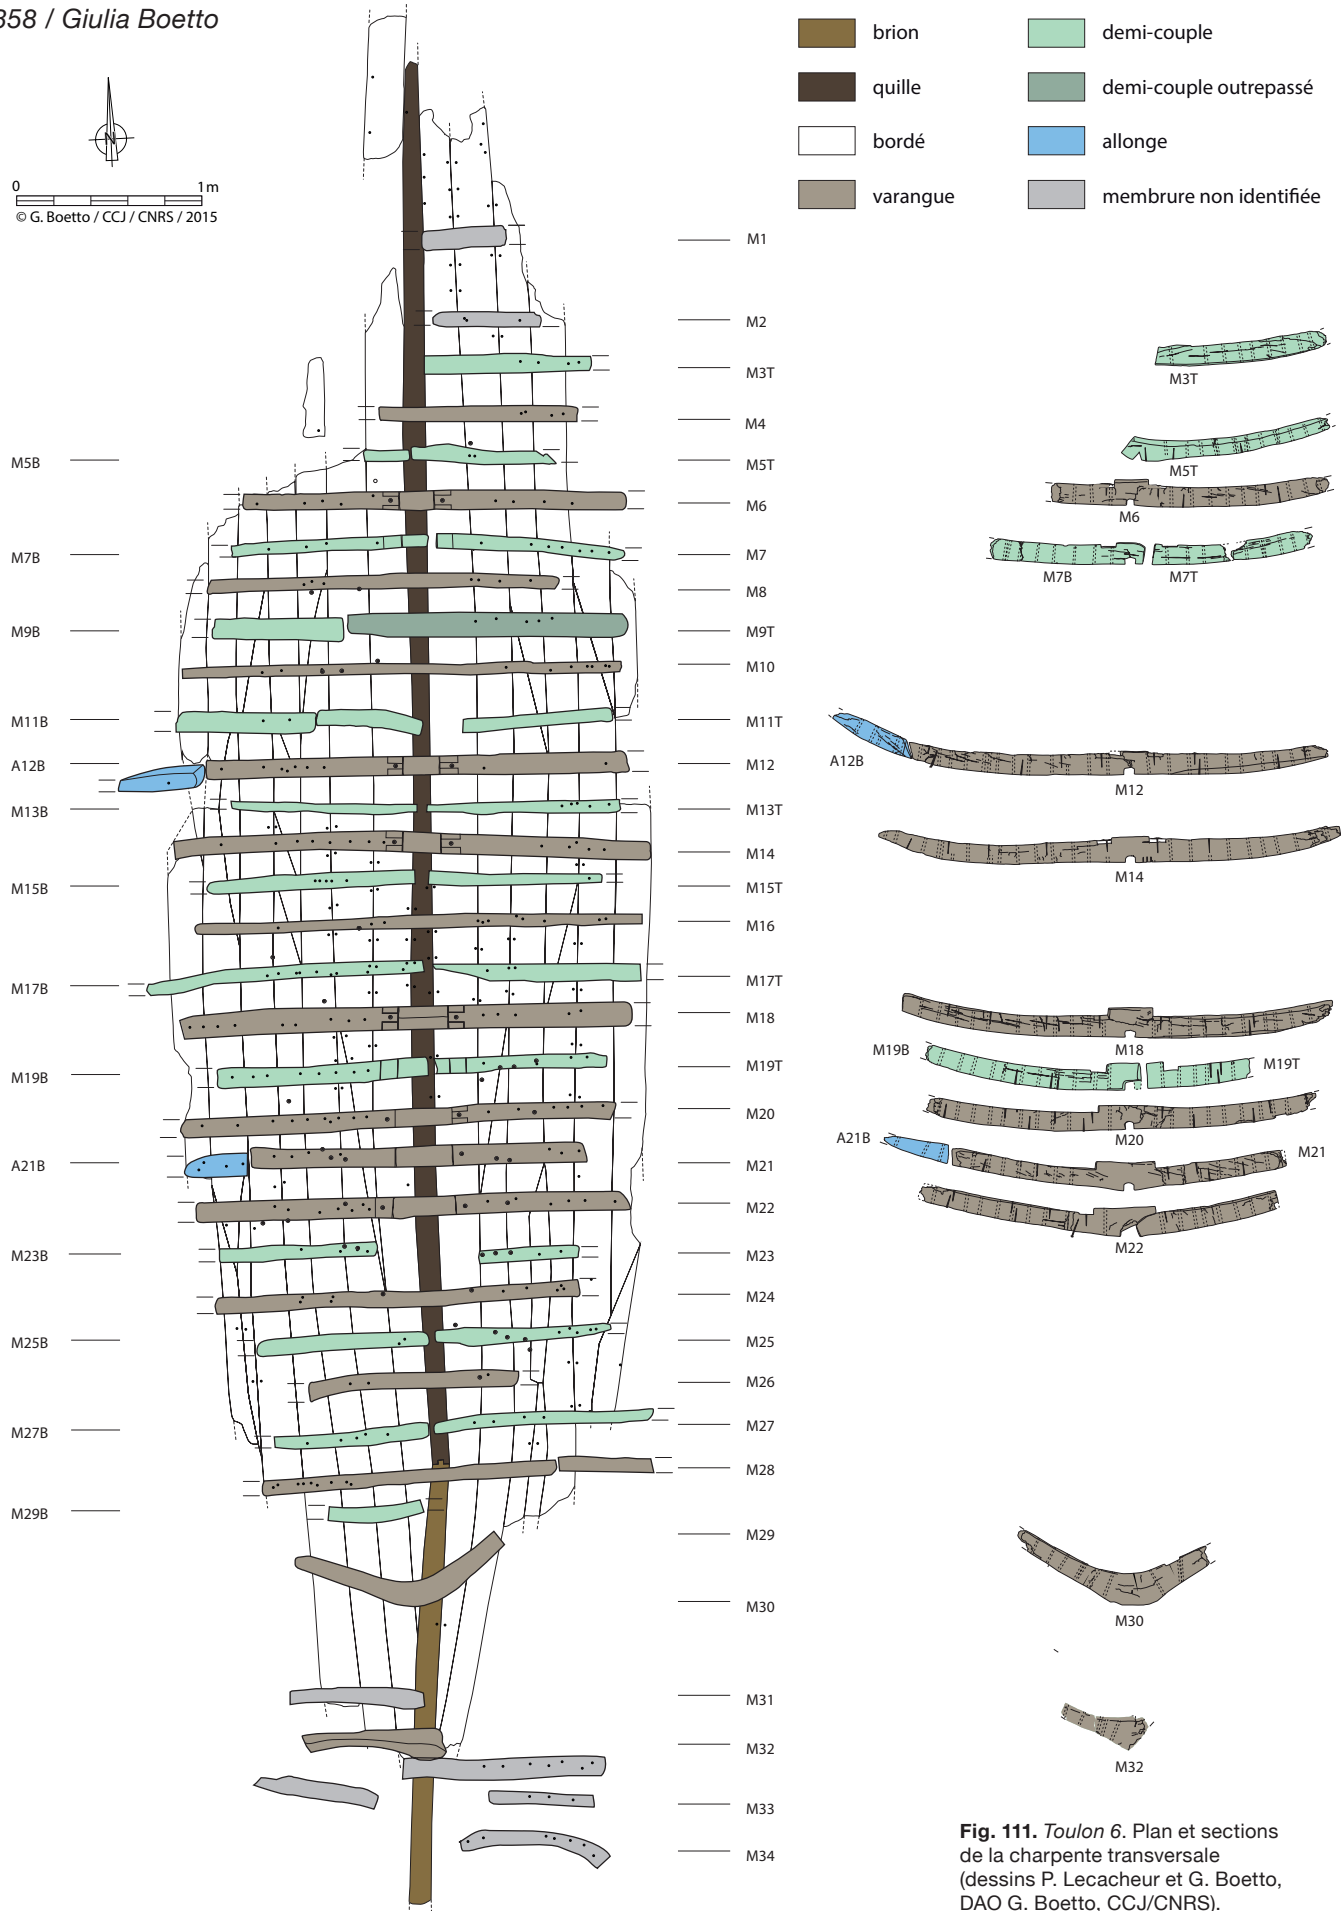 358 / Giulia Boetto
brion
quille
bordé
varangue
demi-couple
demi-couple outrepassé
allonge
membrure non identifiée
N
0 1 m
© G. Boetto / CCJ / CNRS / 2015
M1
M2
M3T
M4
M5B
M5T
M6
M7B
M7
M8
M9B
M9T
M10
M11B
M11T
A12B
M12
M13B
M13T
M14
M15B
M15T
M16
M17B
M17T
M18
M19B
M19T
M20
A21B
M21
M22
M23B
M23
M24
M25B
M25
M26
M27B
M27
M28
M29B
M29
M30
M31
M32
M33
M34
M3T
M5T
M6
M7B
M7T
A12B
M12
M14
M18
M19B
M19T
M20
A21B
M21
M22
M30
M32
Fig. 111. Toulon 6. Plan et sections
de la charpente transversale
(dessins P. Lecacheur et G. Boetto,
DAO G. Boetto, CCJ/CNRS).